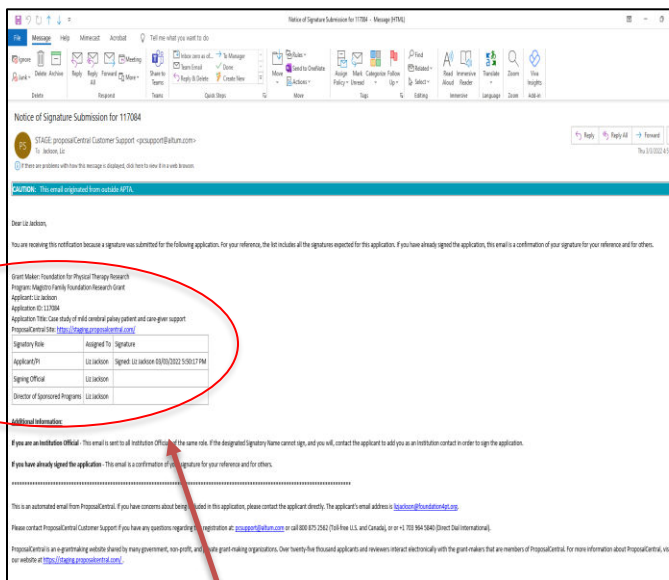 Notice of Signature Submission for 117084 - Message (HTML)
File Message Help Mimecast Acrobat Tell me what you want to do
Ignore
Junk
Delete Archive
Reply Reply All Forward
Meeting
More
Share to Teams
To Manager
Team Email
Done
Reply & Delete
Create New
Move
Rules
Send to OneNote
Actions
Assign Policy Mark Unread Categorize Follow Up
Find
Related
Select
Read Aloud Immersive Reader
Translate
Zoom
Viva Insights
Delete Respond Teams Quick Steps Move Tags Editing Immersive Language Zoom Add-in
Notice of Signature Submission for 117084
PS
STAGE: proposalCentral Customer Support <pcsupport@altum.com>
To Jackson, Liz
Reply Reply All Forward
If there are problems with how this message is displayed, click here to view it in a web browser.
CAUTION: This email originated from outside APTA.
Dear Liz Jackson,
You are receiving this notification because a signature was submitted for the following application. For your reference, the list includes all the signatures expected for this application. If you have already signed the application, this email is a confirmation of your signature for your reference and for others.
Grant Maker: Foundation for Physical Therapy Research
Program: Magistro Family Foundation Research Grant
Applicant: Liz Jackson
Application ID: 117084
Application Title: Case study of mild cerebral palsey patient and care-giver support
ProposalCentral Site: https://staging.proposalcentral.com/
Signatory Role Assigned To Signature
Applicant/PI Liz Jackson Signed: Liz Jackson 03/03/2022 5:50:17 PM
Signing Official Liz Jackson
Director of Sponsored Programs Liz Jackson
Additional Information:
If you are an Institution Official - This email is sent to all Institution Officials of the same role. If the designated Signatory Name cannot sign, and you will, contact the applicant to add you as an institution contact in order to sign the application.
If you have already signed the application - This email is a confirmation of your signature for your reference and for others.
This is an automated email from ProposalCentral. If you have concerns about being included in this application, please contact the applicant directly. The applicant's email address is lizjackson@foundation4pt.org.
Please contact ProposalCentral Customer Support if you have any questions regarding the registration at: pcsupport@altum.com or call 800 875 2562 (Toll-free U.S. and Canada), or +1 703 964 5840 (Direct Dial International).
ProposalCentral is an e-grantmaking website shared by many government, non-profit, and private grant-making organizations. Over twenty-five thousand applicants and reviewers interact electronically with the grant-makers that are members of ProposalCentral. For more information about ProposalCentral,
our website at https://staging.proposalcentral.com/ .